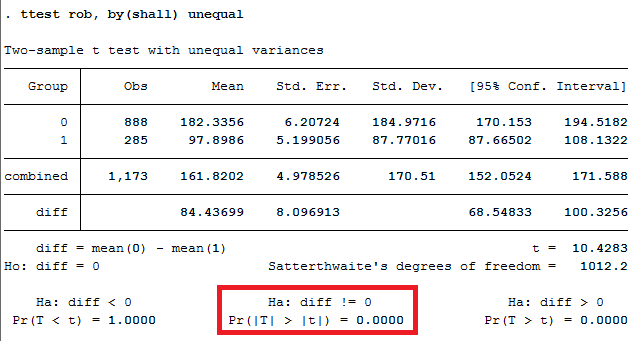 . ttest rob, by(shall) unequal
Two-sample t test with unequal variances
Group Obs Mean Std. Err. Std. Dev. [95% Conf. Interval]
0 888 182.3356 6.20724 184.9716 170.153 194.5182
1 285 97.8986 5.199056 87.77016 87.66502 108.1322
combined 1,173 161.8202 4.978526 170.51 152.0524 171.588
diff 84.43699 8.096913 68.54833 100.3256
diff = mean(0) - mean(1) t = 10.4283
Ho: diff = 0 Satterthwaite's degrees of freedom = 1012.2
Ha: diff < 0 Ha: diff != 0 Ha: diff > 0
Pr(T < t) = 1.0000 Pr(|T| > |t|) = 0.0000 Pr(T > t) = 0.0000